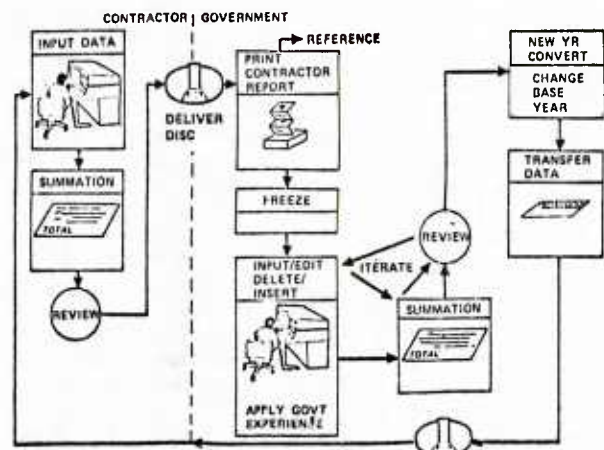 CONTRACTOR GOVERNMENT
INPUT DATA
SUMMATION
TOTAL
REVIEW
DELIVER
DISC
REFERENCE
PRINT
CONTRACTOR
REPORT
FREEZE
INPUT/EDIT
DELETE/
INSERT
APPLY GOVT
ITERATE
REVIEW
SUMMATION
TOTAL
NEW YR
CONVERT
CHANGE
BASE
YEAR
TRANSFER
DATA